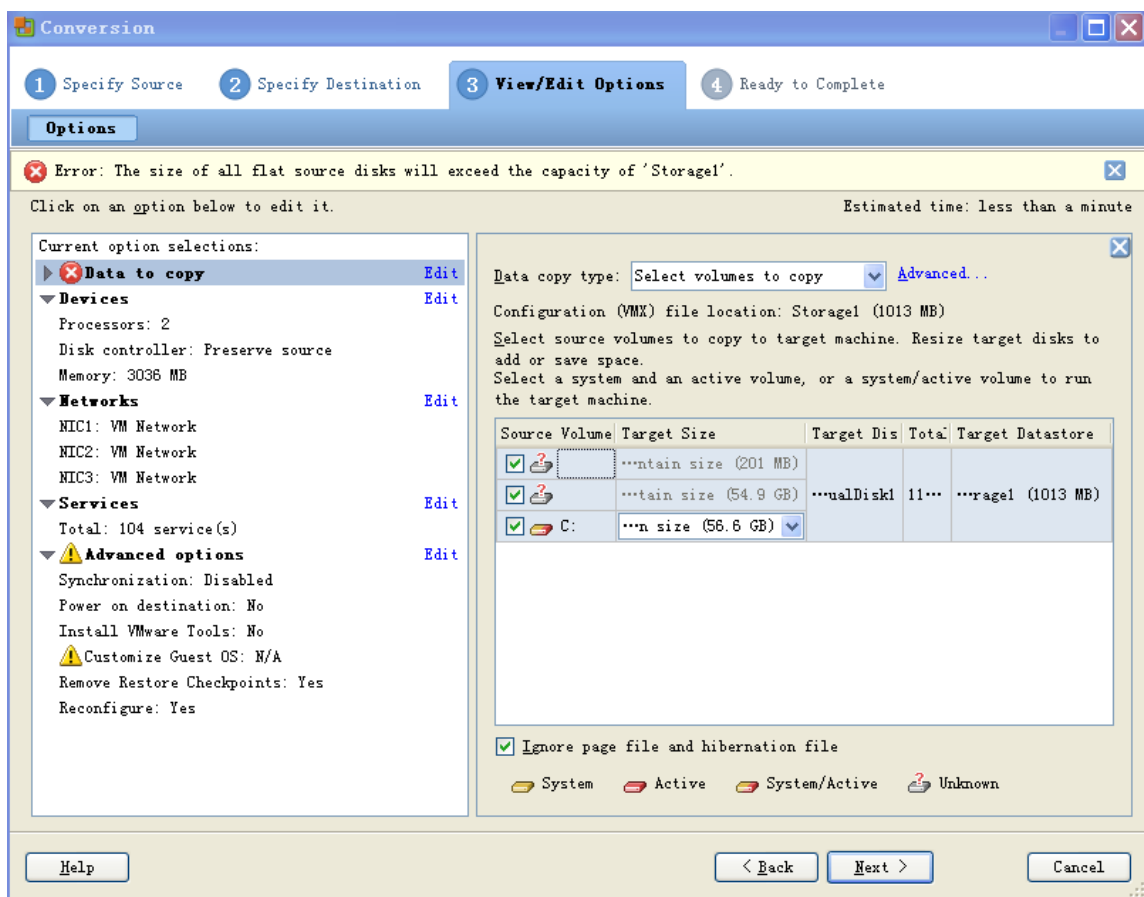 Conversion
1 Specify Source 2 Specify Destination 3 View/Edit Options 4 Ready to Complete
Options
Error: The size of all flat source disks will exceed the capacity of 'Storage1'.
Click on an option below to edit it. Estimated time: less than a minute
Current option selections:
Data to copy Edit
Devices Edit
Processors: 2
Disk controller: Preserve source
Memory: 3036 MB
Networks Edit
NIC1: VM Network
NIC2: VM Network
NIC3: VM Network
Services Edit
Total: 104 service(s)
Advanced options Edit
Synchronization: Disabled
Power on destination: No
Install VMware Tools: No
Customize Guest OS: N/A
Remove Restore Checkpoints: Yes
Reconfigure: Yes
Data copy type: Select volumes to copy Advanced...
Configuration (VMX) file location: Storage1 (1013 MB)
Select source volumes to copy to target machine. Resize target disks to
add or save space.
Select a system and an active volume, or a system/active volume to run
the target machine.
Source Volume Target Size Target Dis Total Target Datastore
…ntain size (201 MB)
…tain size (54.9 GB) …ualDisk1 11… …rage1 (1013 MB)
C: …n size (56.6 GB)
Ignore page file and hibernation file
System Active System/Active ? Unknown
Help < Back Next > Cancel